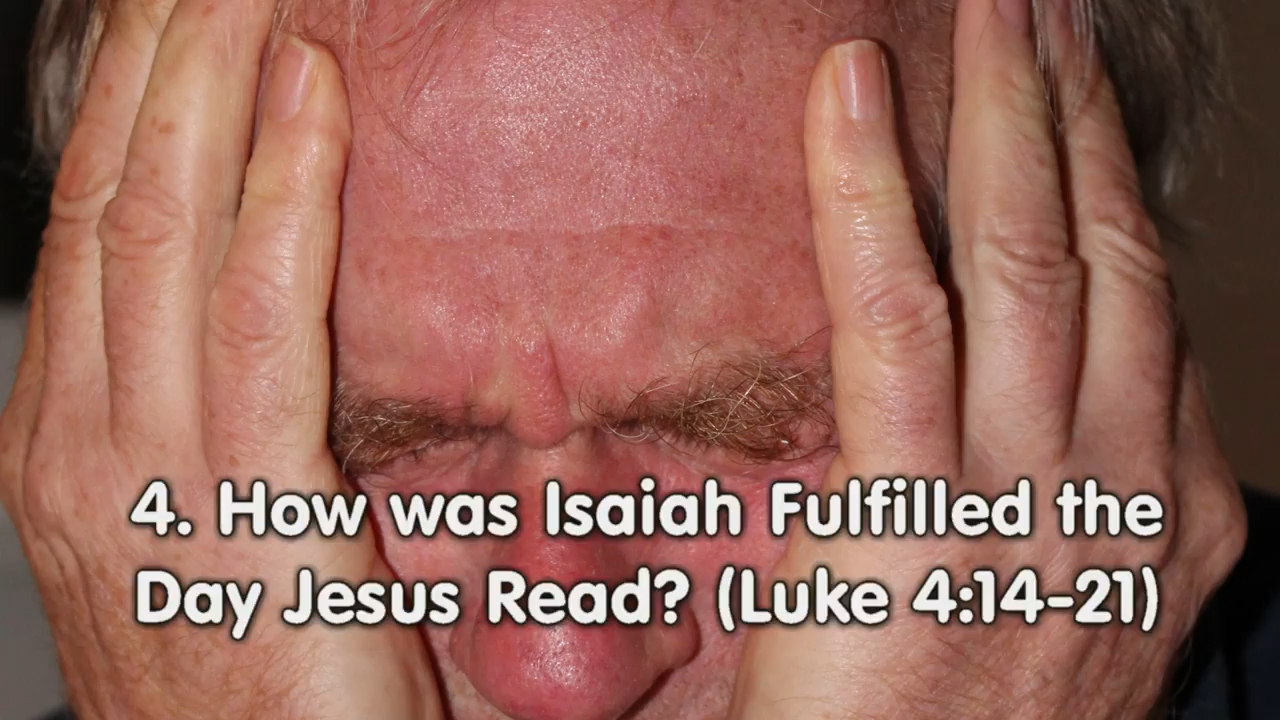 4. How was Isaiah Fulfilled the
Day Jesus Read? (Luke 4:14-21)